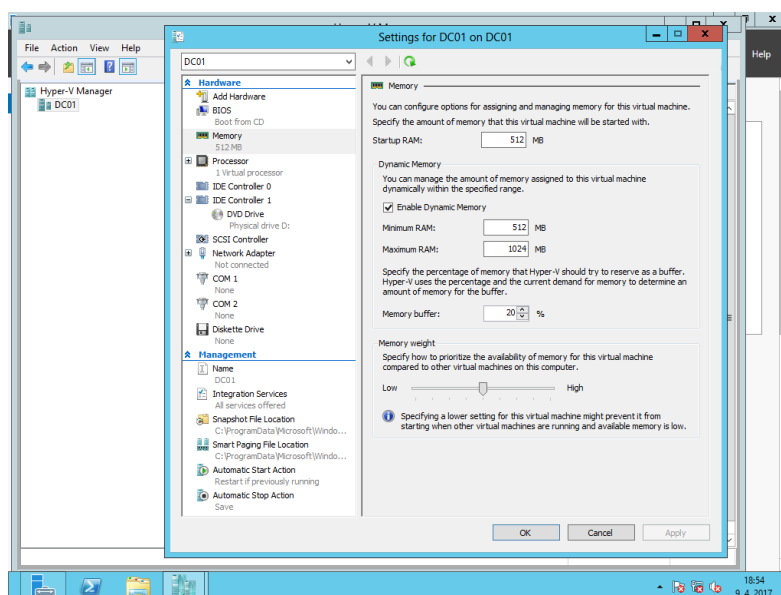 Settings for DC01 on DC01
File Action View Help
Help
Hyper-V Manager
DC01
DC01
Hardware
Add Hardware
BIOS
Boot from CD
Memory
512 MB
Processor
1 Virtual processor
IDE Controller 0
IDE Controller 1
DVD Drive
Physical drive D:
SCSI Controller
Network Adapter
Not connected
COM 1
None
COM 2
None
Diskette Drive
None
Management
Name
DC01
Integration Services
All services offered
Snapshot File Location
C:\ProgramData\Microsoft\Windo...
Smart Paging File Location
C:\ProgramData\Microsoft\Windo...
Automatic Start Action
Restart if previously running
Automatic Stop Action
Save
Memory
You can configure options for assigning and managing memory for this virtual machine.
Specify the amount of memory that this virtual machine will be started with.
Startup RAM: 512 MB
Dynamic Memory
You can manage the amount of memory assigned to this virtual machine
dynamically within the specified range.
Enable Dynamic Memory
Minimum RAM: 512 MB
Maximum RAM: 1024 MB
Specify the percentage of memory that Hyper-V should try to reserve as a buffer.
Hyper-V uses the percentage and the current demand for memory to determine an
amount of memory for the buffer.
Memory buffer: 20 %
Memory weight
Specify how to prioritize the availability of memory for this virtual machine
compared to other virtual machines on this computer.
Low High
Specifying a lower setting for this virtual machine might prevent it from
starting when other virtual machines are running and available memory is low.
OK Cancel Apply
18:54
9. 4. 2017